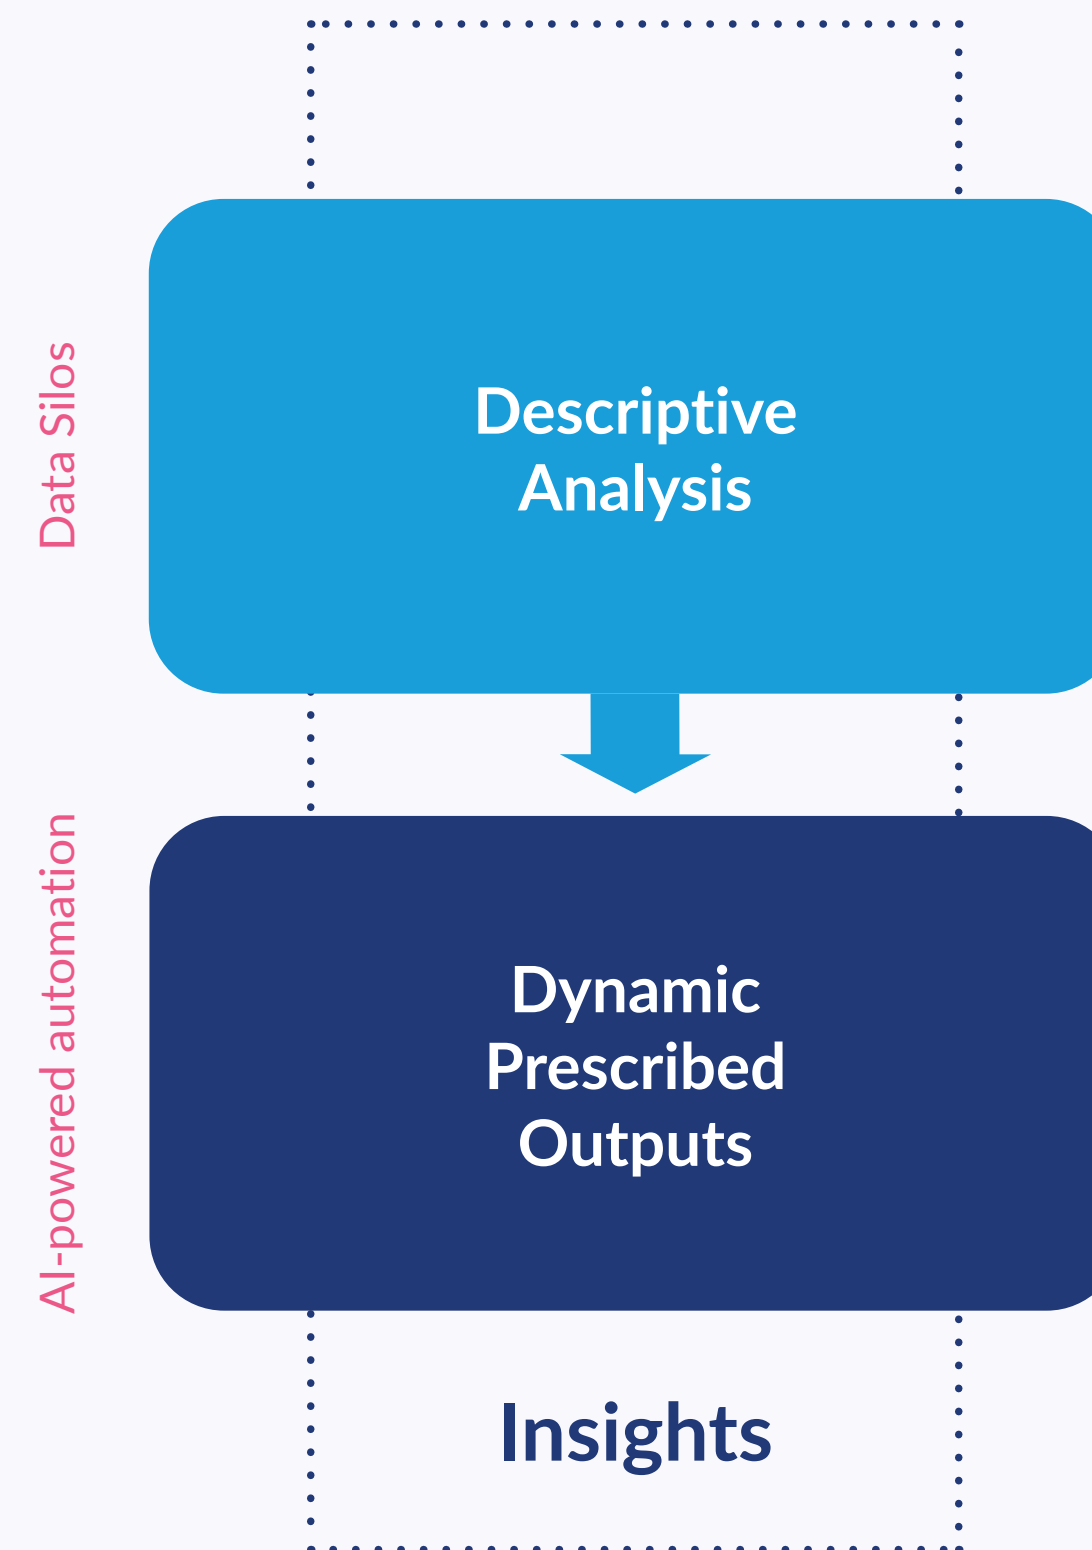 Data Silos
Descriptive
Analysis
AI-powered automation
Dynamic
Prescribed
Outputs
Insights